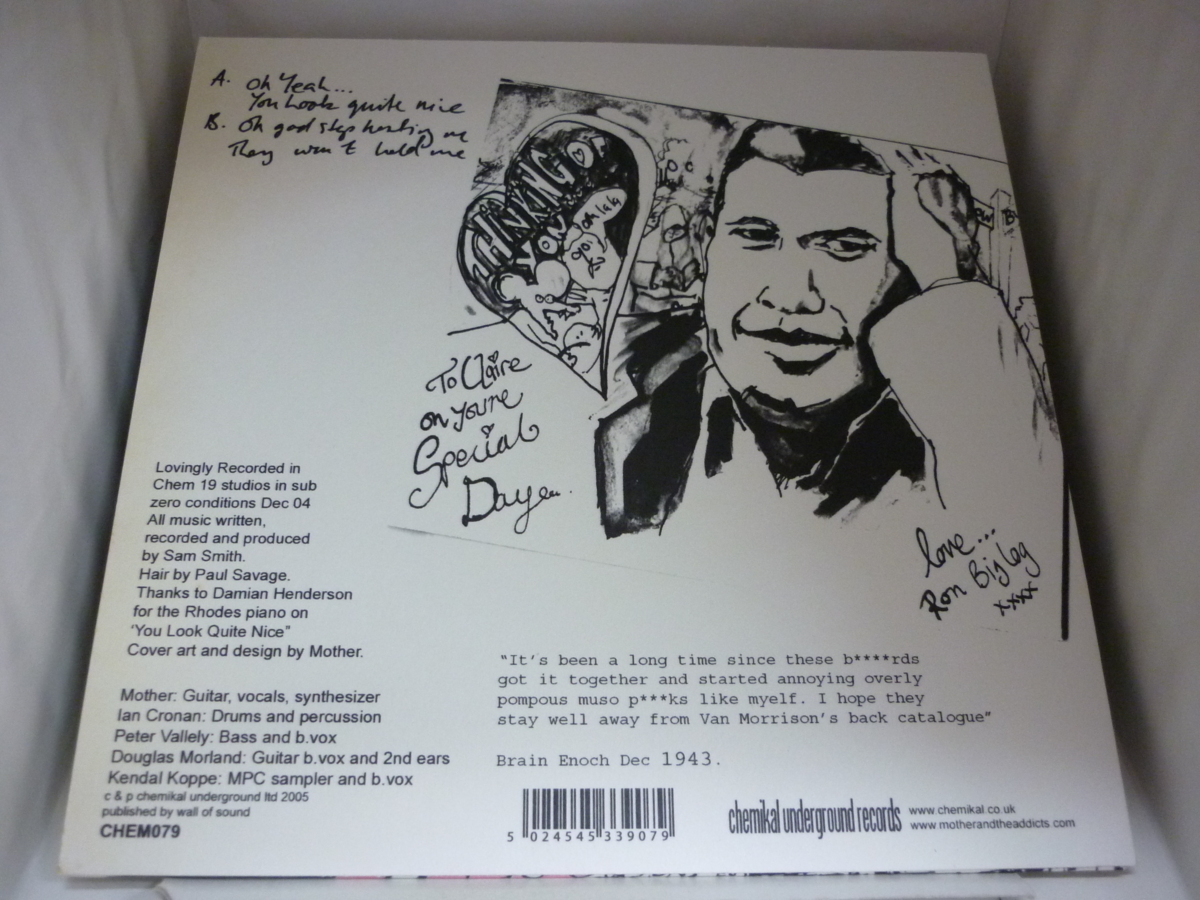 A. Oh Yeah...
You Look quite nice
B. Oh god stop hurting me
They won't hold me
THINKING OF
YOU
ooh lala
To Claire
on youre
Special
Daye...
love...
Ron Bigleg
xxxx
Lovingly Recorded in
Chem 19 studios in sub
zero conditions Dec 04
All music written,
recorded and produced
by Sam Smith.
Hair by Paul Savage.
Thanks to Damian Henderson
for the Rhodes piano on
‘You Look Quite Nice”
Cover art and design by Mother.
Mother: Guitar, vocals, synthesizer
Ian Cronan: Drums and percussion
Peter Vallely: Bass and b.vox
Douglas Morland: Guitar b.vox and 2nd ears
Kendal Koppe: MPC sampler and b.vox
c & p chemikal underground ltd 2005
published by wall of sound
CHEM079
“It’s been a long time since these b****rds
got it together and started annoying overly
pompous muso p***ks like myelf. I hope they
stay well away from Van Morrison’s back catalogue”
Brain Enoch Dec 1943.
5 024545 339079
chemikal underground records
www.chemikal.co.uk
www.motherandtheaddicts.com